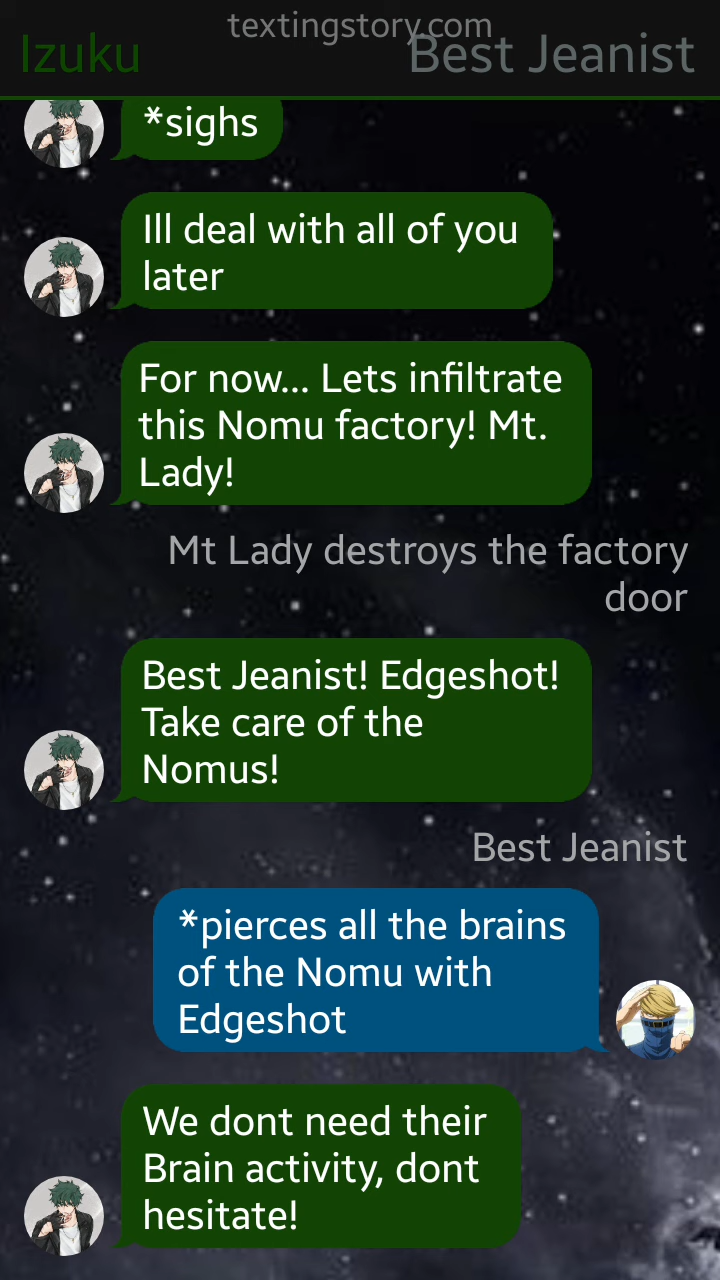 textingstory.com
Izuku
Best Jeanist
*sighs
Ill deal with all of you
later
For now... Lets infiltrate
this Nomu factory! Mt.
Lady!
Mt Lady destroys the factory
door
Best Jeanist! Edgeshot!
Take care of the
Nomus!
Best Jeanist
*pierces all the brains
of the Nomu with
Edgeshot
We dont need their
Brain activity, dont
hesitate!